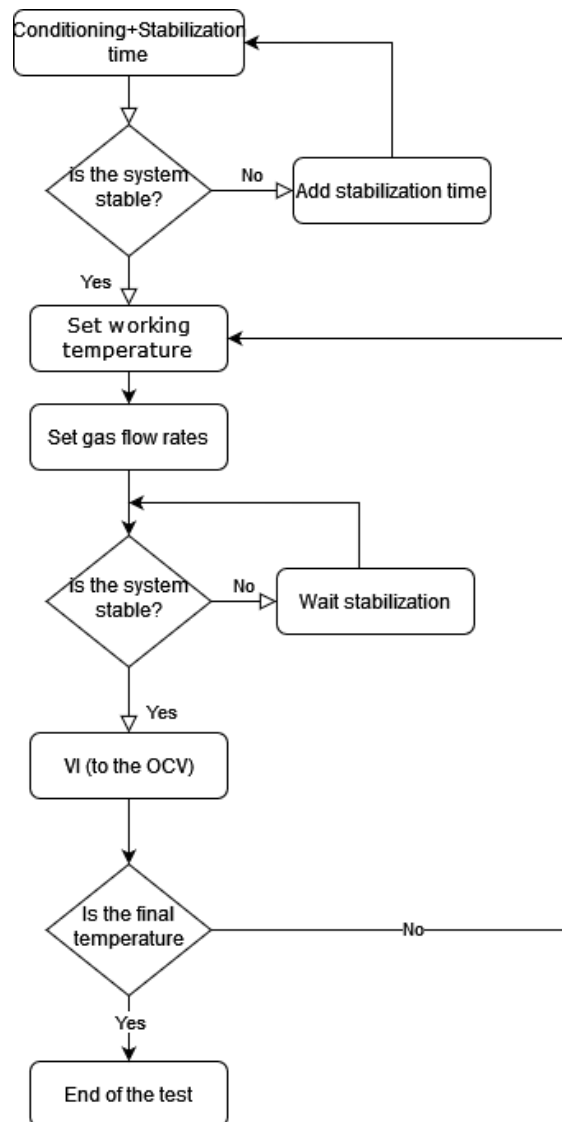 Conditioning+Stabilization
time
is the system
stable?
No
Add stabilization time
Yes
Set working
temperature
Set gas flow rates
is the system
stable?
No
Wait stabilization
Yes
VI (to the OCV)
Is the final
temperature
No
Yes
End of the test